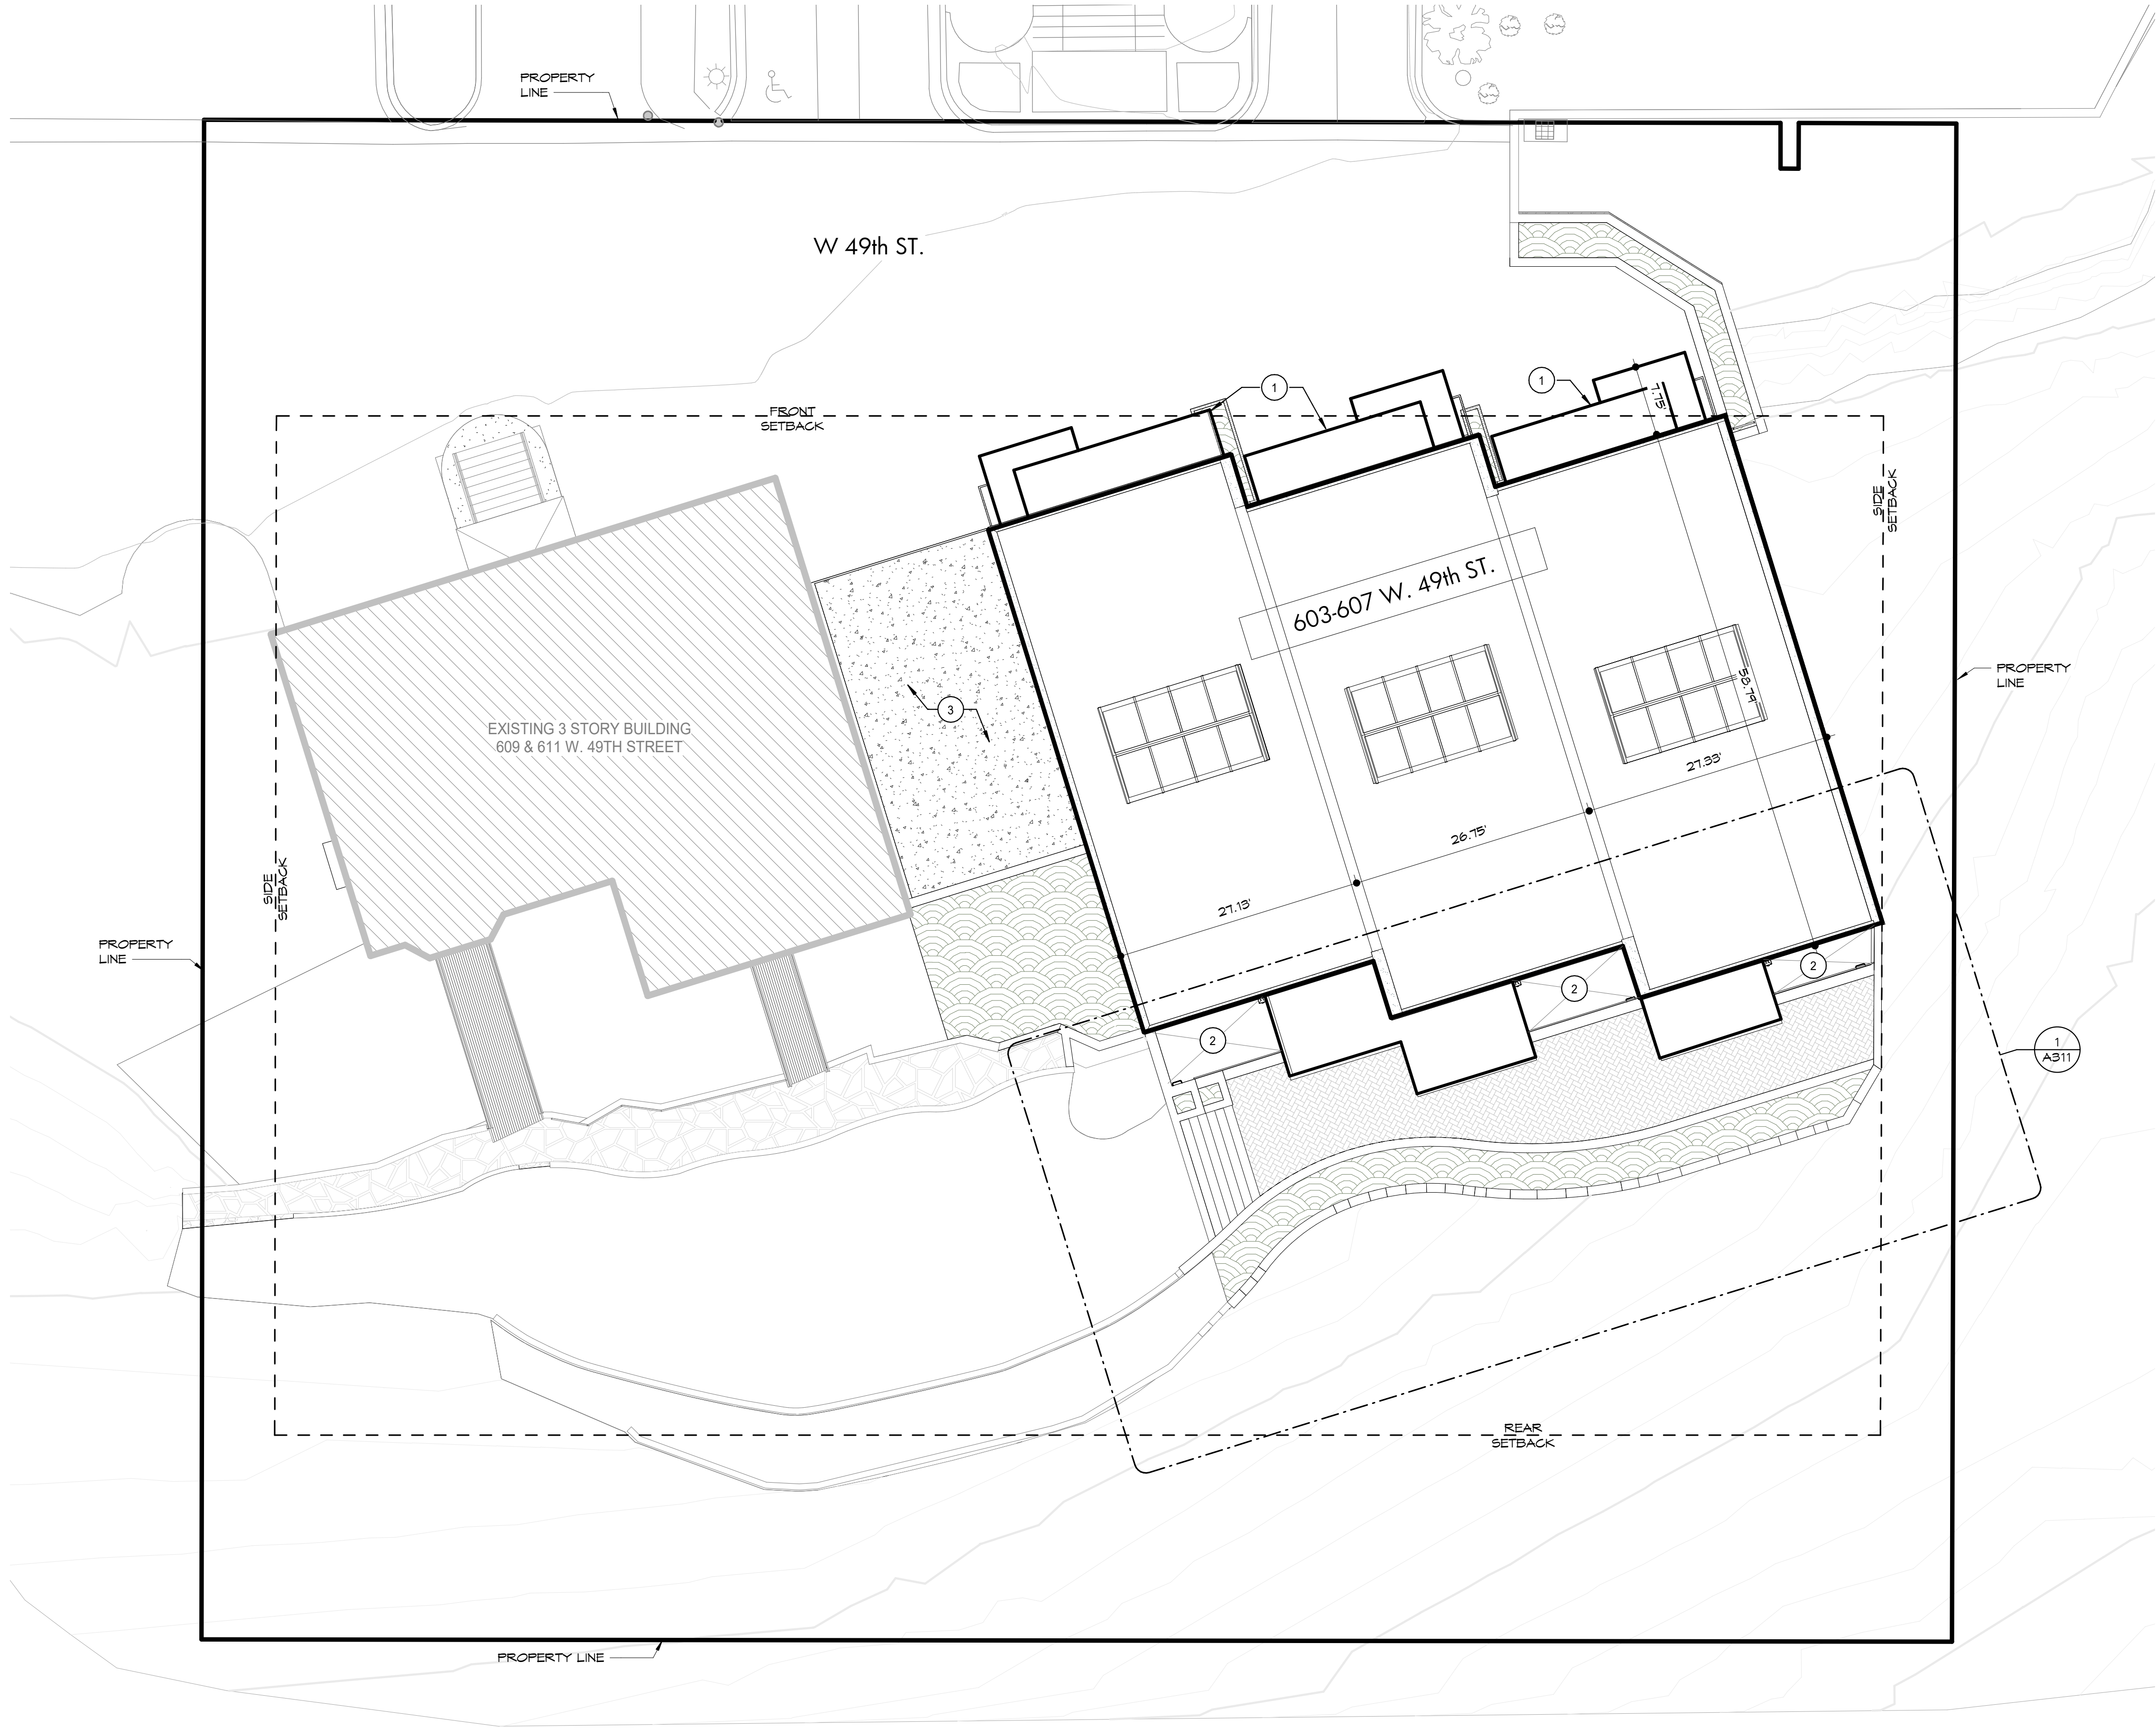 PROPERTY
LINE
W 49th ST.
FRONT
SETBACK
1
1
7.75'
SIDE
SETBACK
603-607 W. 49th ST.
PROPERTY
LINE
58.79
3
EXISTING 3 STORY BUILDING
609 & 611 W. 49TH STREET
27.33'
26.75'
27.13'
SIDE
SETBACK
PROPERTY
LINE
2
2
2
1
A311
REAR
SETBACK
PROPERTY LINE